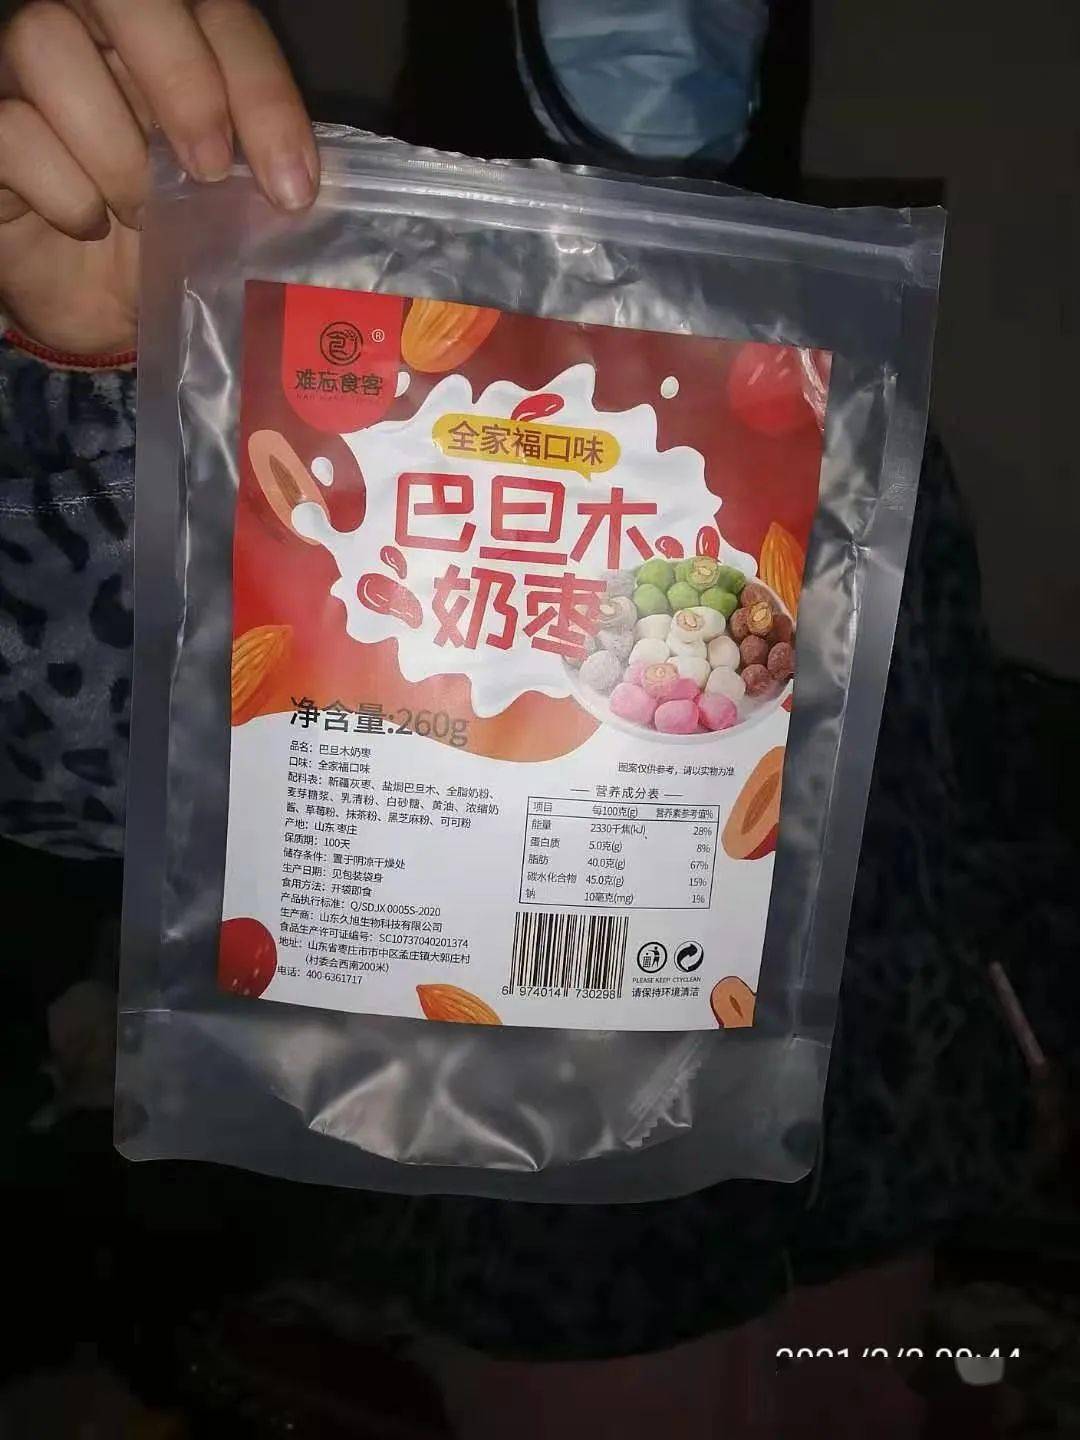 食
®
难忘食客
全家福口味
巴旦木
奶枣
净含量:260g
品名：巴旦木奶枣
口味：全家福口味
配料表：新疆灰枣、盐焗巴旦木、全脂奶粉、
麦芽糖浆、乳清粉、白砂糖、黄油、浓缩奶
酱、草莓粉、抹茶粉、黑芝麻粉、可可粉
产地：山东 枣庄
保质期：100天
储存条件：置于阴凉干燥处
生产日期：见包装袋身
食用方法：开袋即食
产品执行标准：Q/SDJX 0005S-2020
生产商：山东久旭生物科技有限公司
食品生产许可证编号：SC10737040201374
地址：山东省枣庄市市中区孟庄镇大郭庄村
（村委会西南200米）
电话：400-6361717
图案仅供参考，请以实物为准
营养成分表
项目 每100克(g) 营养素参考值%
能量 2330千焦(kJ) 28%
蛋白质 5.0克(g) 8%
脂肪 40.0克(g) 67%
碳水化合物 45.0克(g) 15%
钠 10毫克(mg) 1%
6 974014 730298
PLEASE KEEP CTYCLEAN
请保持环境清洁